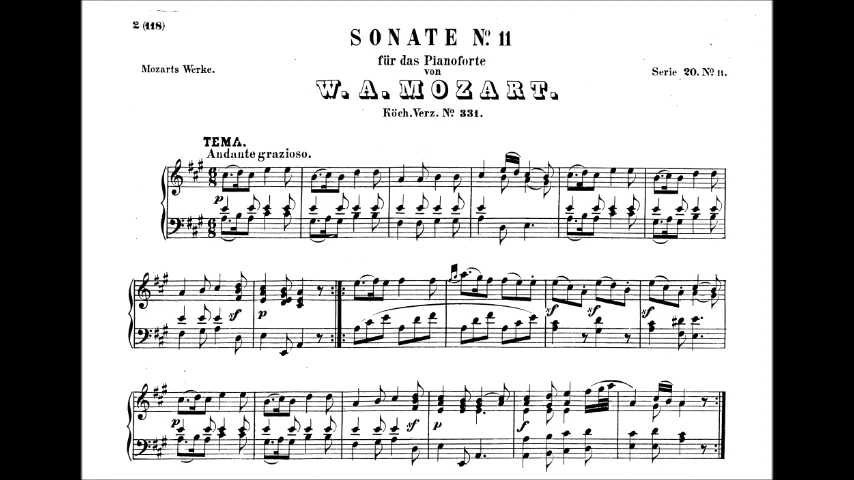 2 (118)
SONATE No. 11
für das Pianoforte
Mozarts Werke.
von
Serie 20. No. 11.
W. A. MOZART.
Köch. Verz. No. 331.
TEMA.
Andante grazioso.
p
sf
p
sf
sf
sf
p
sf
p
f